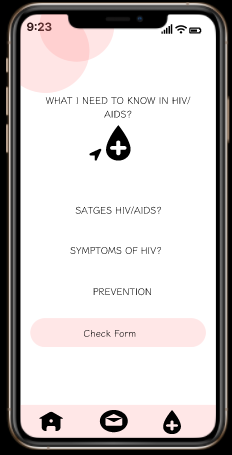 9:23
WHAT I NEED TO KNOW IN HIV/
AIDS?
SATGES HIV/AIDS?
SYMPTOMS OF HIV?
PREVENTION
Check Form